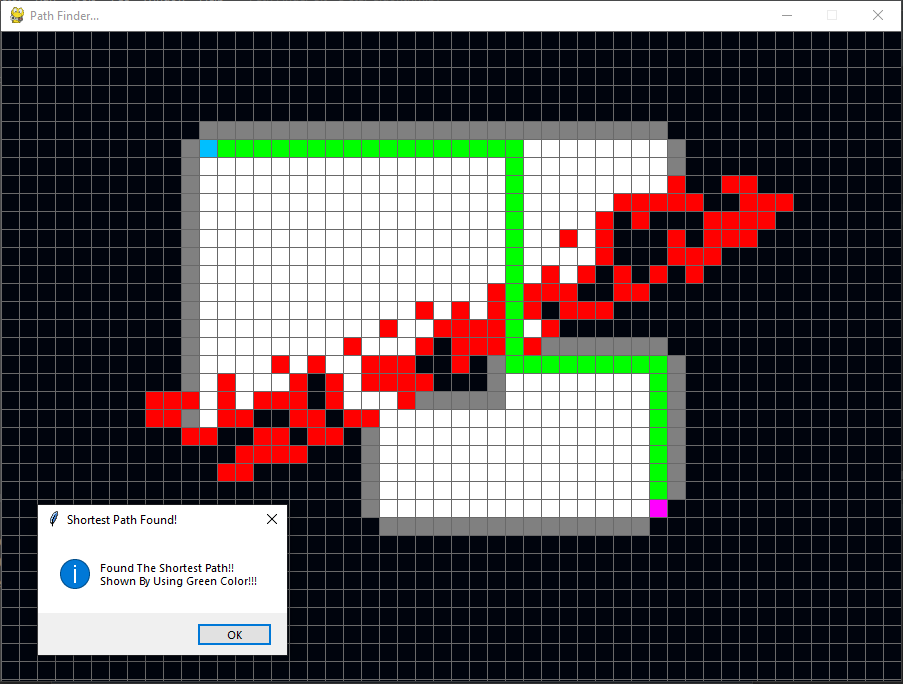 Path Finder...
Shortest Path Found!
Found The Shortest Path!!
Shown By Using Green Color!!!
OK